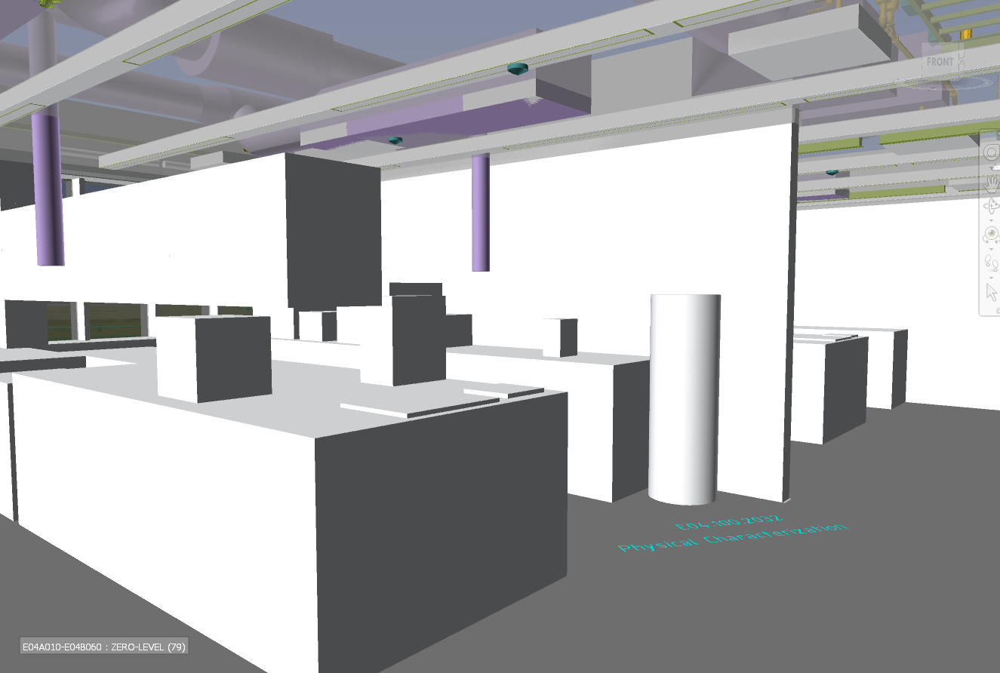 FRONT
E04.100.2032
Physical Characterization
E04A010-E04B060 : ZERO-LEVEL (79)